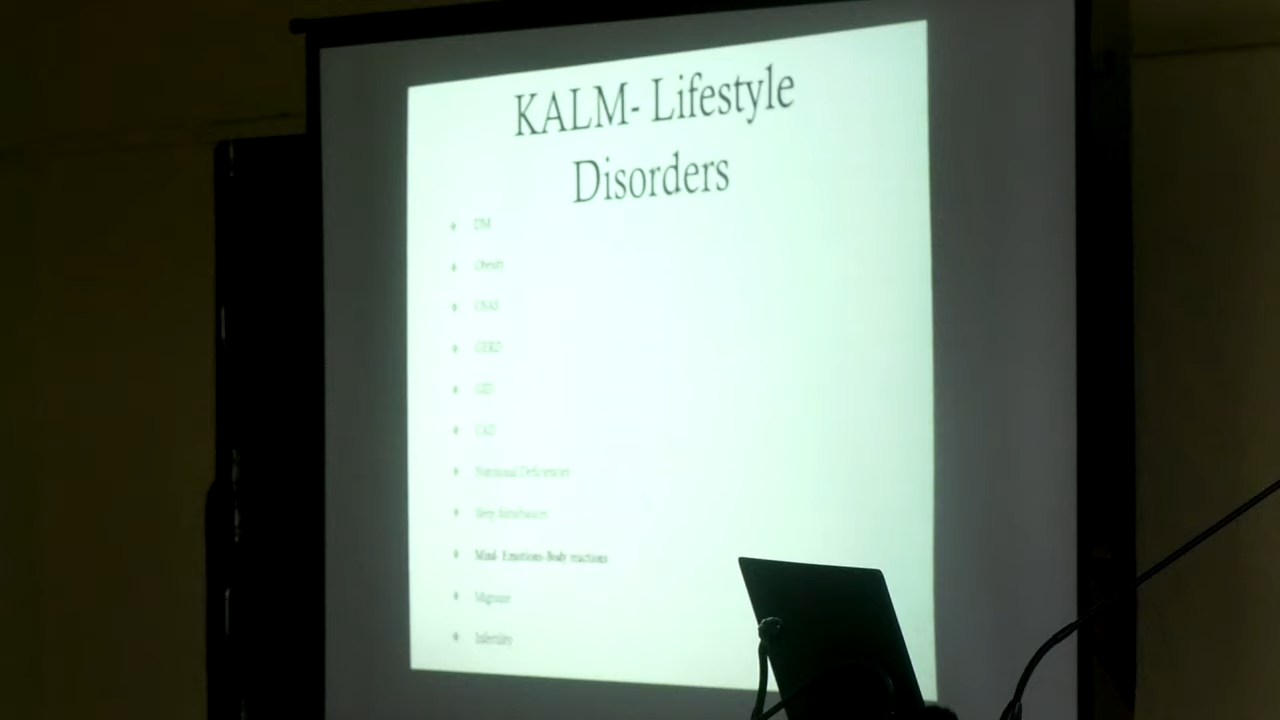 KALM- Lifestyle
Disorders
DM
Obesity
OSAS
GERD
CAD
Nutritional Deficiencies
Sleep disturbances
Mind- Emotions-Body reactions
Migraine
Infertility